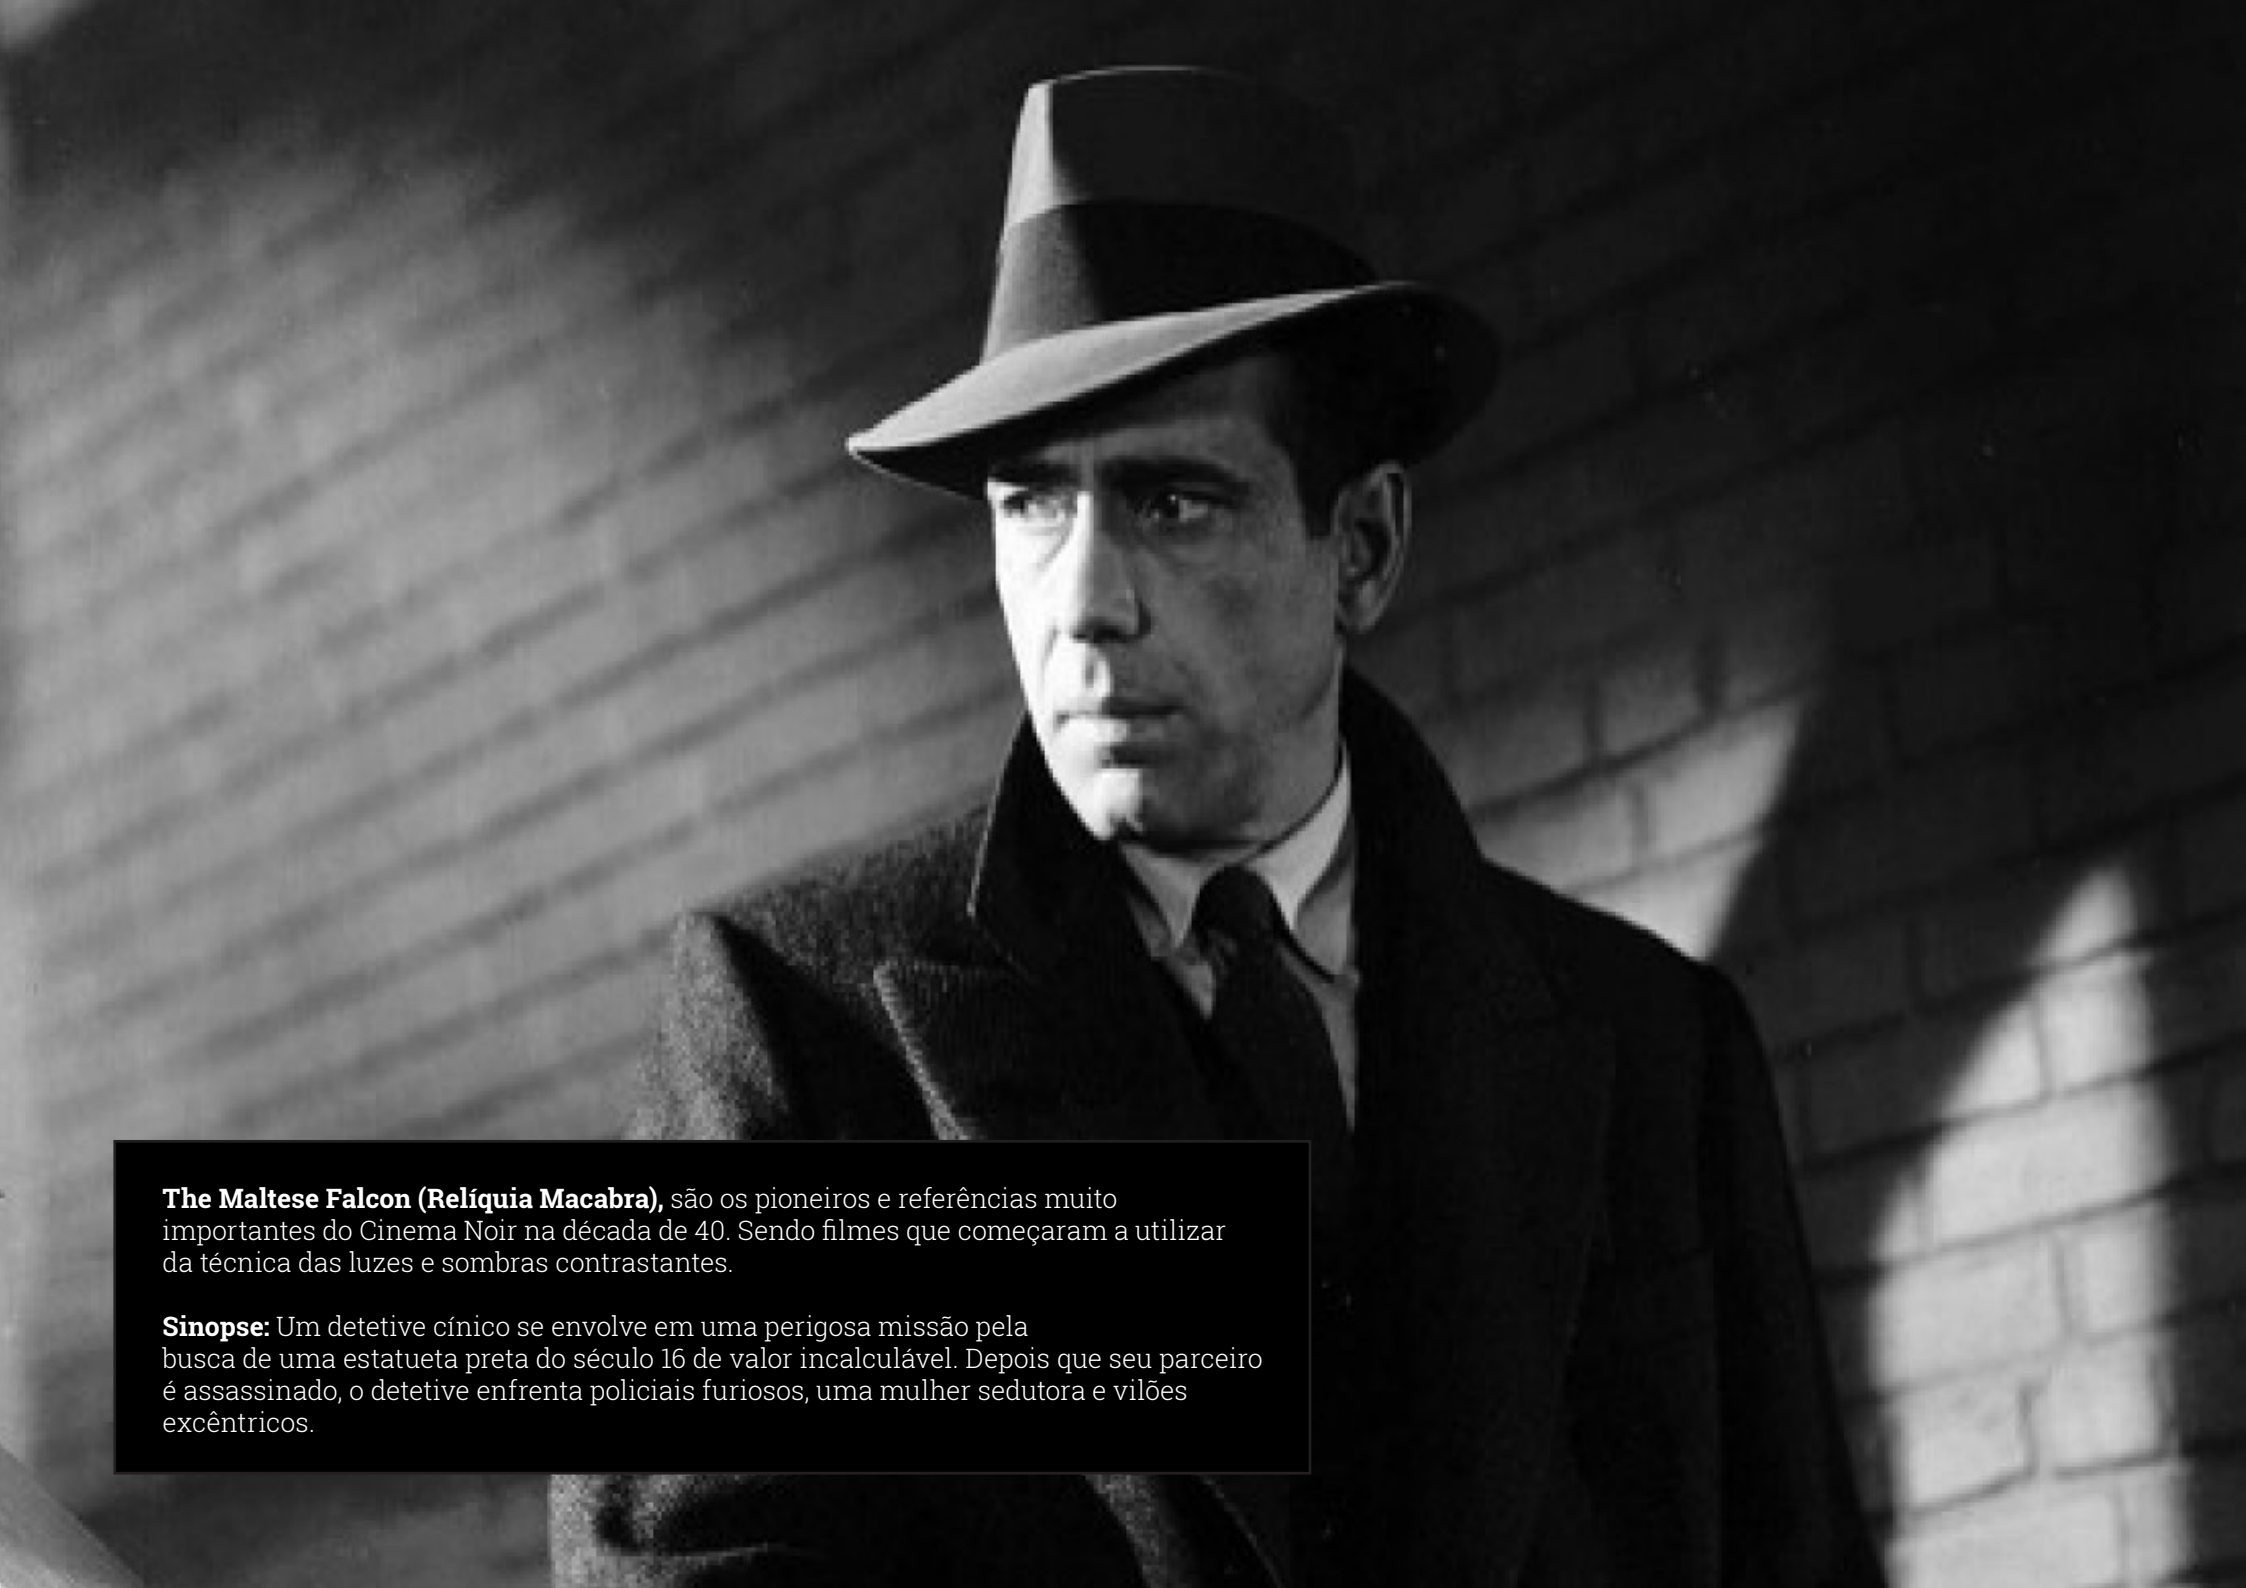 The Maltese Falcon (Relíquia Macabra), são os pioneiros e referências muito
importantes do Cinema Noir na década de 40. Sendo filmes que começaram a utilizar
da técnica das luzes e sombras contrastantes.
Sinopse: Um detetive cínico se envolve em uma perigosa missão pela
busca de uma estatueta preta do século 16 de valor incalculável. Depois que seu parceiro
é assassinado, o detetive enfrenta policiais furiosos, uma mulher sedutora e vilões
excêntricos.